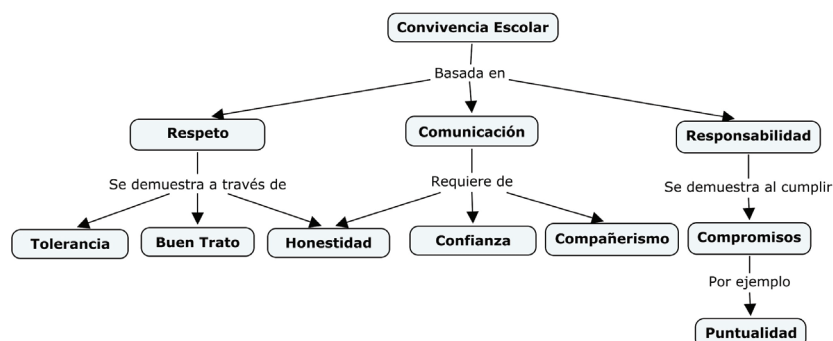 Convivencia Escolar
Basada en
Respeto
Comunicación
Responsabilidad
Se demuestra a través de
Requiere de
Se demuestra al cumplir
Tolerancia
Buen Trato
Honestidad
Confianza
Compañerismo
Compromisos
Por ejemplo
Puntualidad